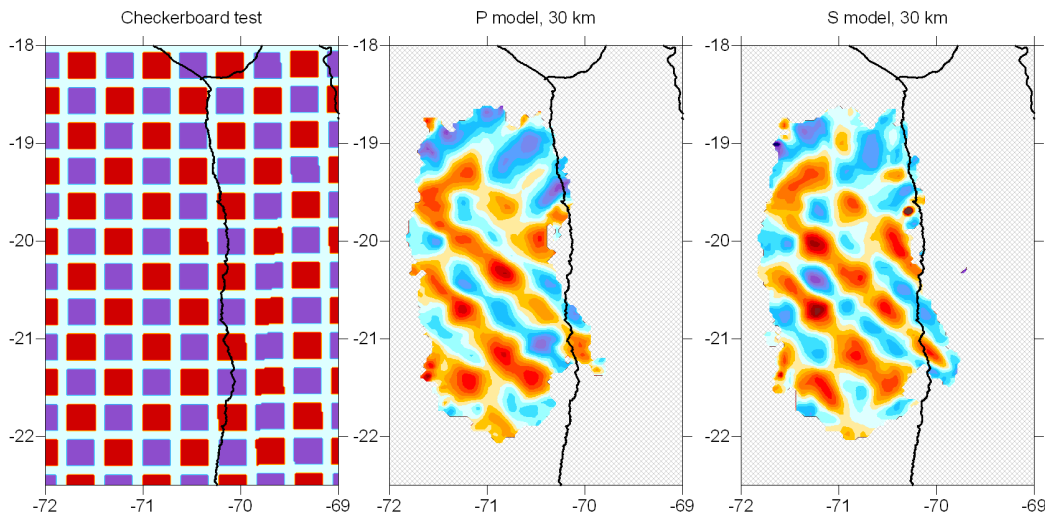 Checkerboard test
P model, 30 km
S model, 30 km
-18 -18 -18
-19 -19 -19
-20 -20 -20
-21 -21 -21
-22 -22 -22
-72 -71 -70 -69 -72 -71 -70 -69 -72 -71 -70 -69